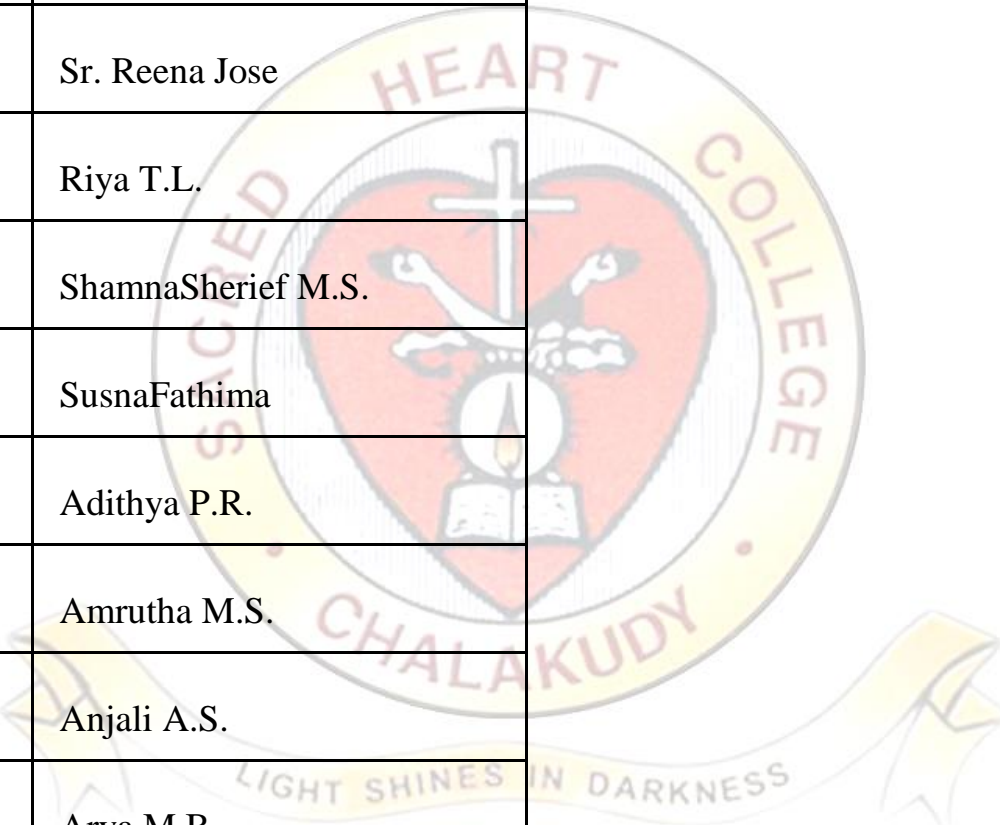 Sr. Reena Jose
Riya T.L.
ShamnaSherief M.S.
SusnaFathima
Adithya P.R.
Amrutha M.S.
Anjali A.S.
SACRED HEART COLLEGE
CHALAKUDY
LIGHT SHINES IN DARKNESS